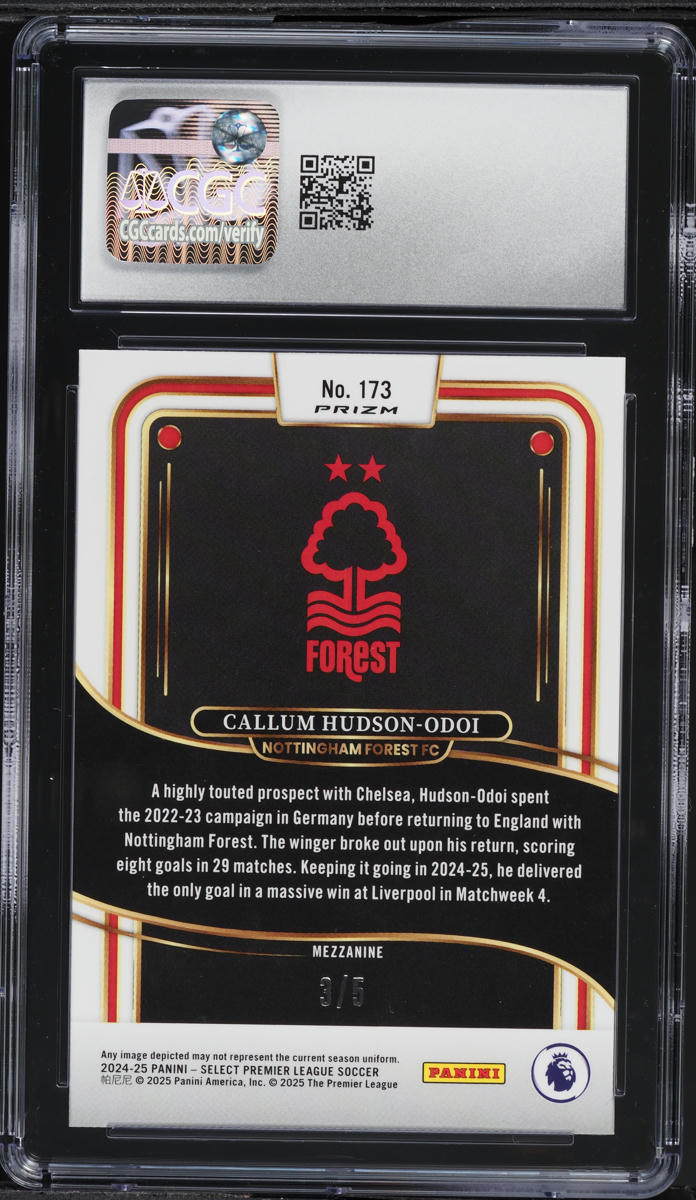 CGC
CGCcards.com/verify
No. 173
PRIZM
FOREST
CALLUM HUDSON-ODOI
NOTTINGHAM FOREST FC
A highly touted prospect with Chelsea, Hudson-Odoi spent
the 2022-23 campaign in Germany before returning to England with
Nottingham Forest. The winger broke out upon his return, scoring
eight goals in 29 matches. Keeping it going in 2024-25, he delivered
the only goal in a massive win at Liverpool in Matchweek 4.
MEZZANINE
3/5
Any image depicted may not represent the current season uniform.
2024-25 PANINI – SELECT PREMIER LEAGUE SOCCER
帕尼尼 © 2025 Panini America, Inc. © 2025 The Premier League
PANINI